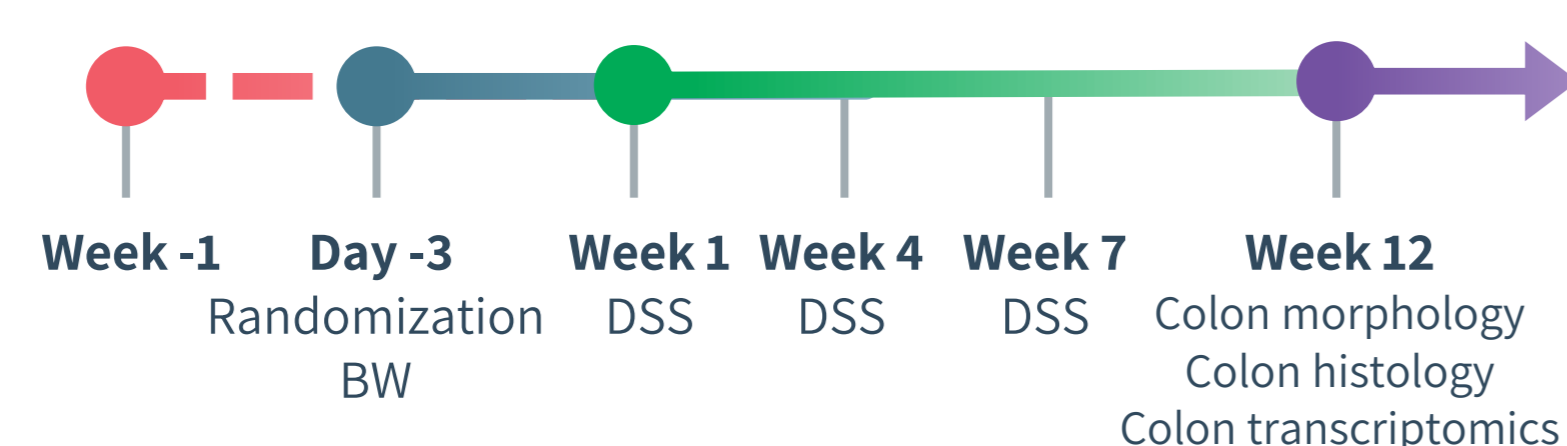 Week -1
Day -3
Randomization
BW
Week 1
DSS
Week 4
DSS
Week 7
DSS
Week 12
Colon morphology
Colon histology
Colon transcriptomics